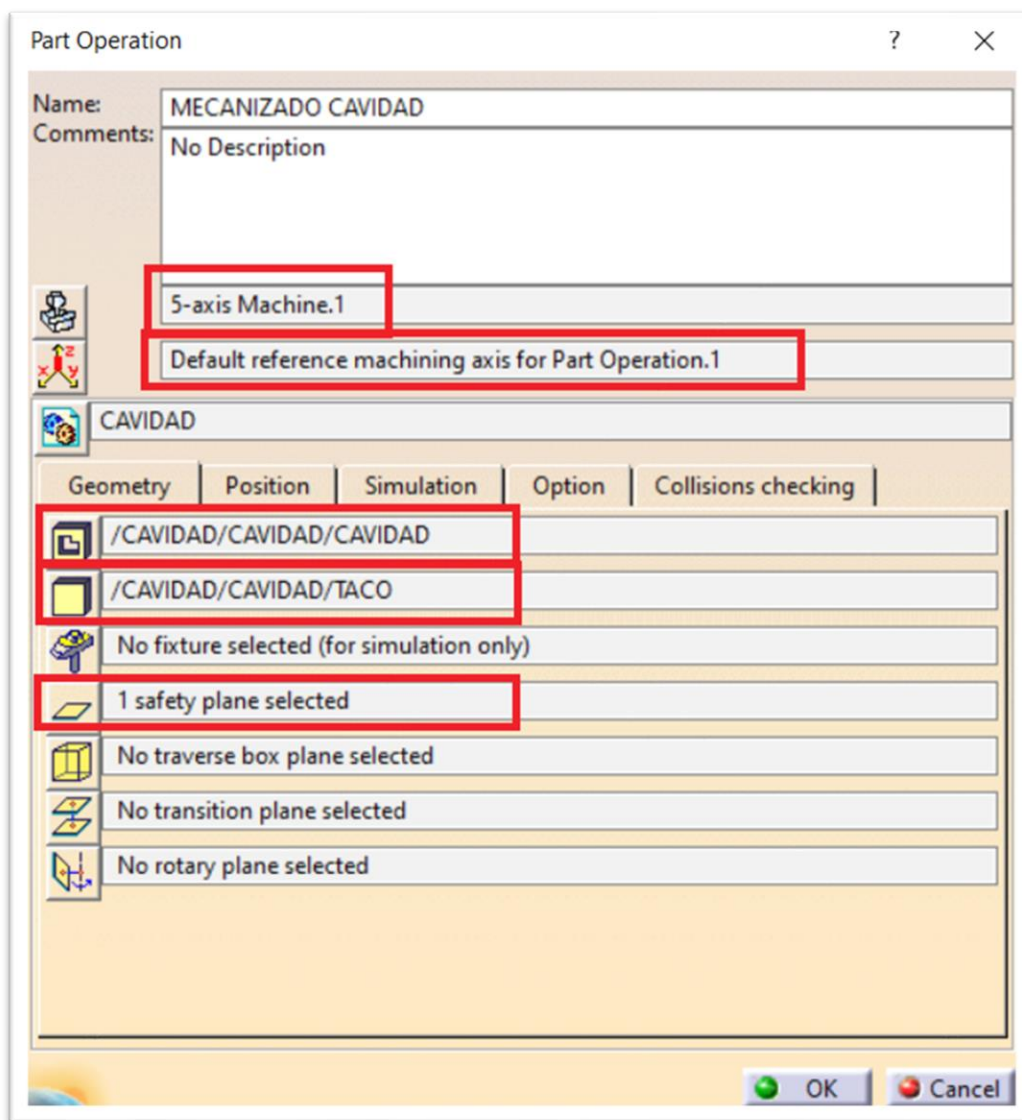 Part Operation ? ×
Name: MECANIZADO CAVIDAD
Comments: No Description
5-axis Machine.1
Default reference machining axis for Part Operation.1
CAVIDAD
Geometry Position Simulation Option Collisions checking
/CAVIDAD/CAVIDAD/CAVIDAD
/CAVIDAD/CAVIDAD/TACO
No fixture selected (for simulation only)
1 safety plane selected
No traverse box plane selected
No transition plane selected
No rotary plane selected
OK Cancel